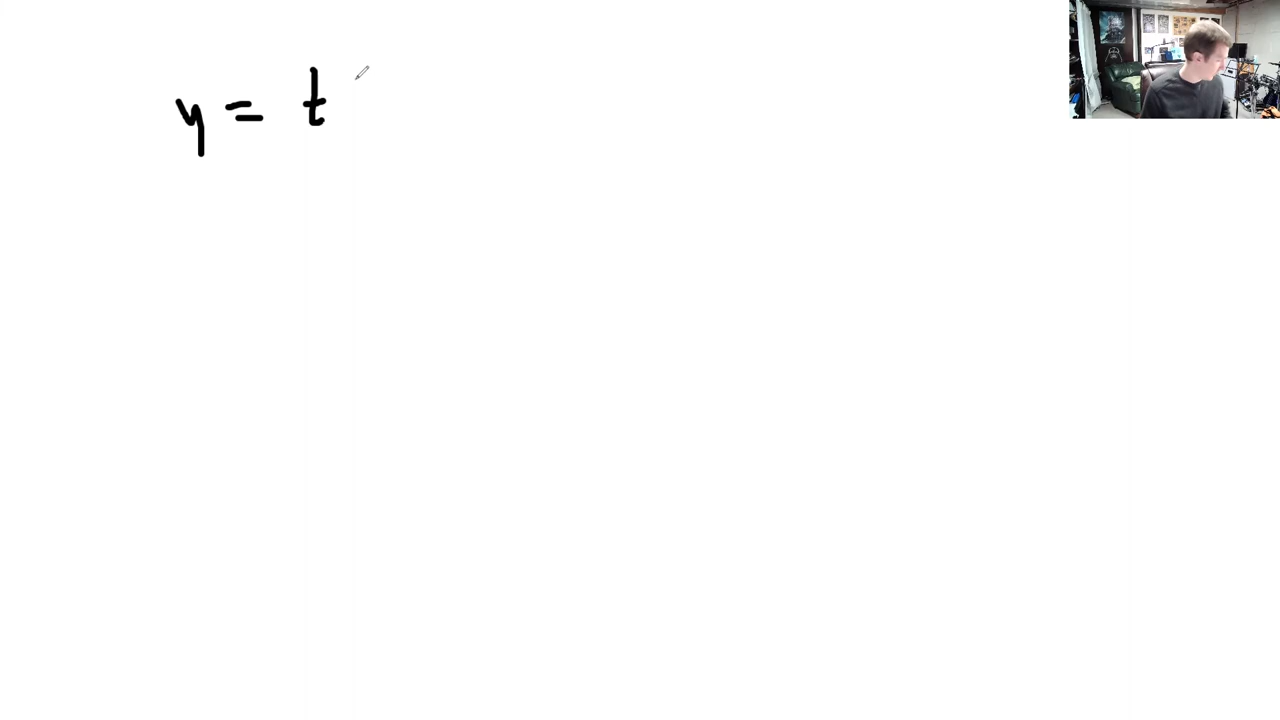 y = t